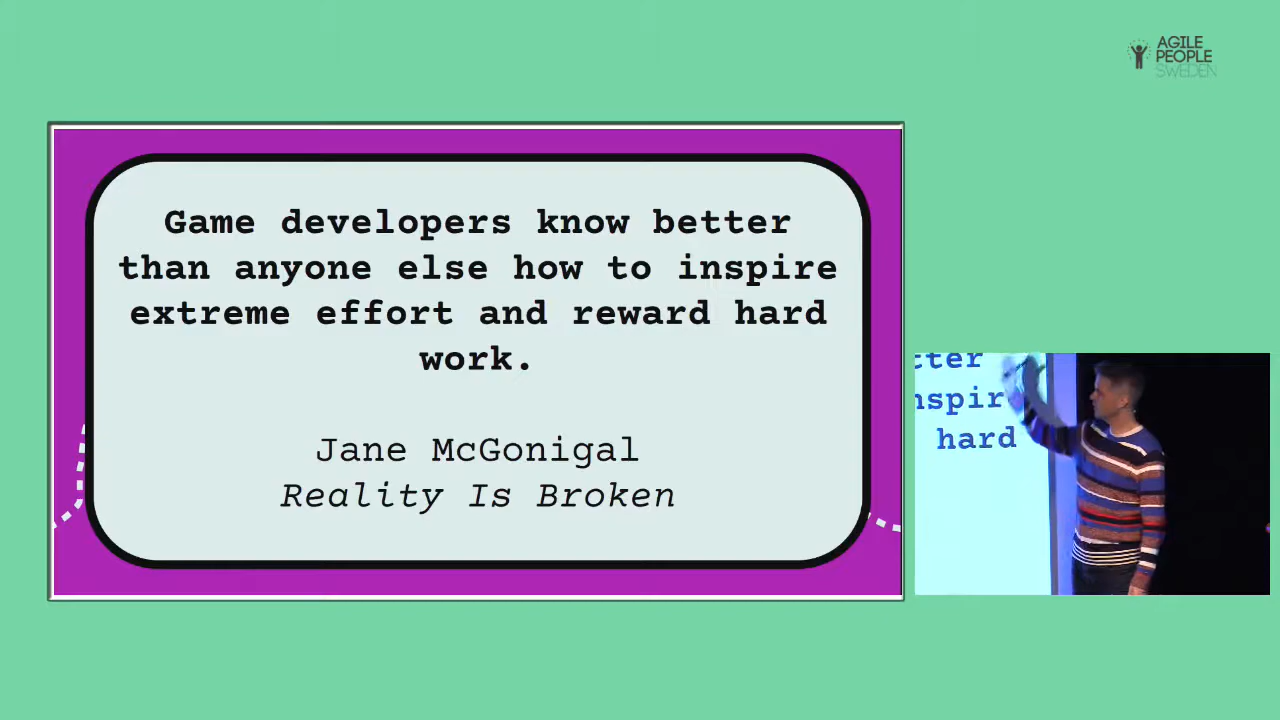 AGILE
PEOPLE
SWEDEN
Game developers know better
than anyone else how to inspire
extreme effort and reward hard
work.
Jane McGonigal
Reality Is Broken
tter
nspir
hard